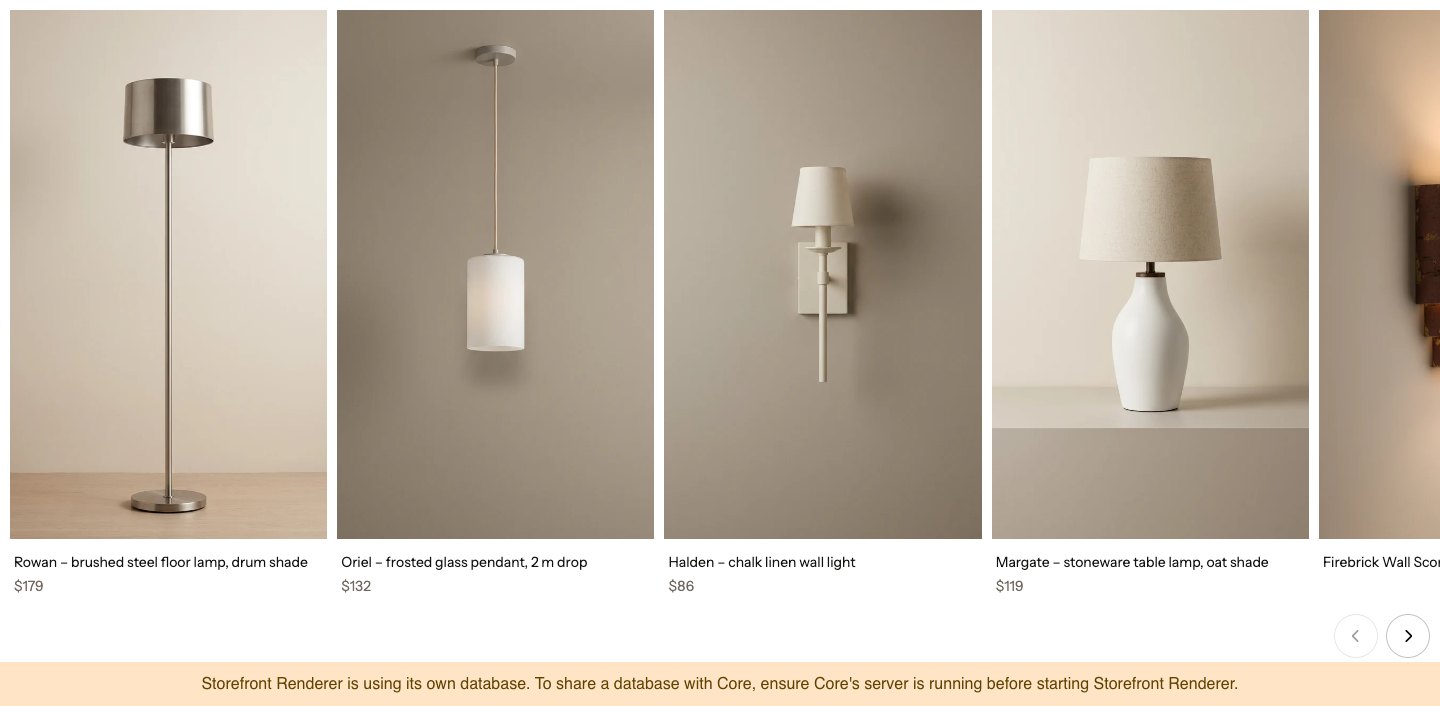 Rowan – brushed steel floor lamp, drum shade
$179
Oriel – frosted glass pendant, 2 m drop
$132
Halden – chalk linen wall light
$86
Margate – stoneware table lamp, oat shade
$119
Firebrick Wall
Storefront Renderer is using its own database. To share a database with Core, ensure Core's server is running before starting Storefront Renderer.